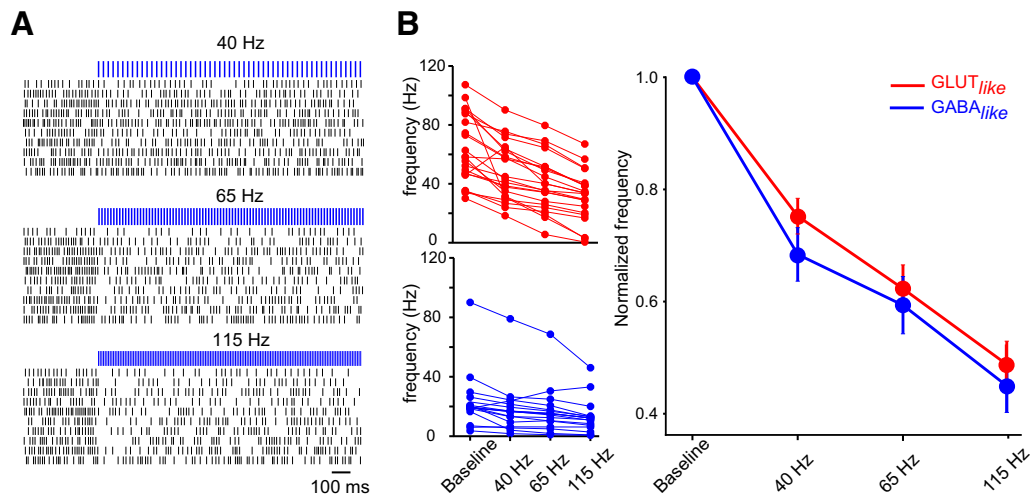 A
40 Hz
65 Hz
115 Hz
100 ms
B
120
80
40
0
frequency (Hz)
120
80
40
0
frequency (Hz)
Baseline
40 Hz
65 Hz
115 Hz
1.0
0.8
0.6
0.4
Normalized frequency
GLUTlike
GABAlike
Baseline
40 Hz
65 Hz
115 Hz